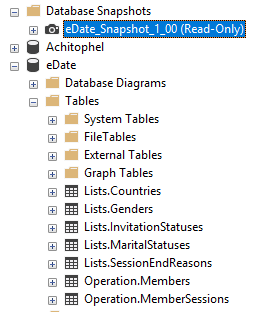 Database Snapshots
eDate_Snapshot_1_00 (Read-Only)
Achitophel
eDate
Database Diagrams
Tables
System Tables
FileTables
External Tables
Graph Tables
Lists.Countries
Lists.Genders
Lists.InvitationStatuses
Lists.MaritalStatuses
Lists.SessionEndReasons
Operation.Members
Operation.MemberSessions